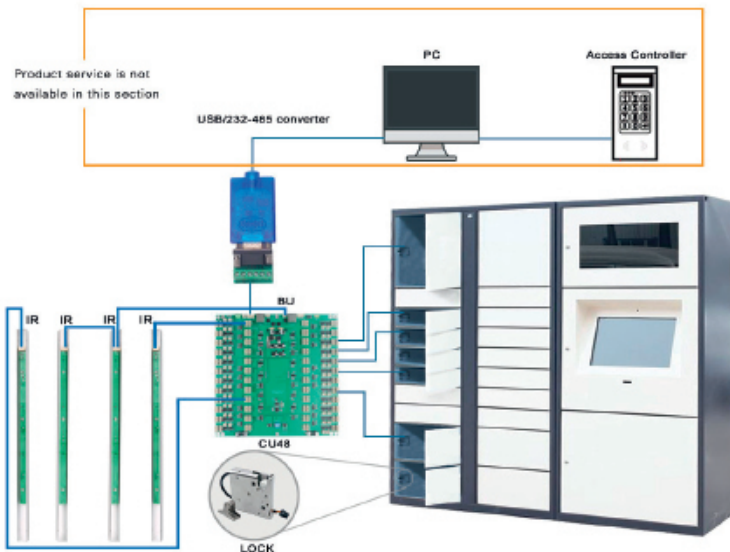 PC
Access Controller
Product service is not
available in this section
USB/232-485 converter
IR
IR
IR
IR
BU
CU48
LOCK